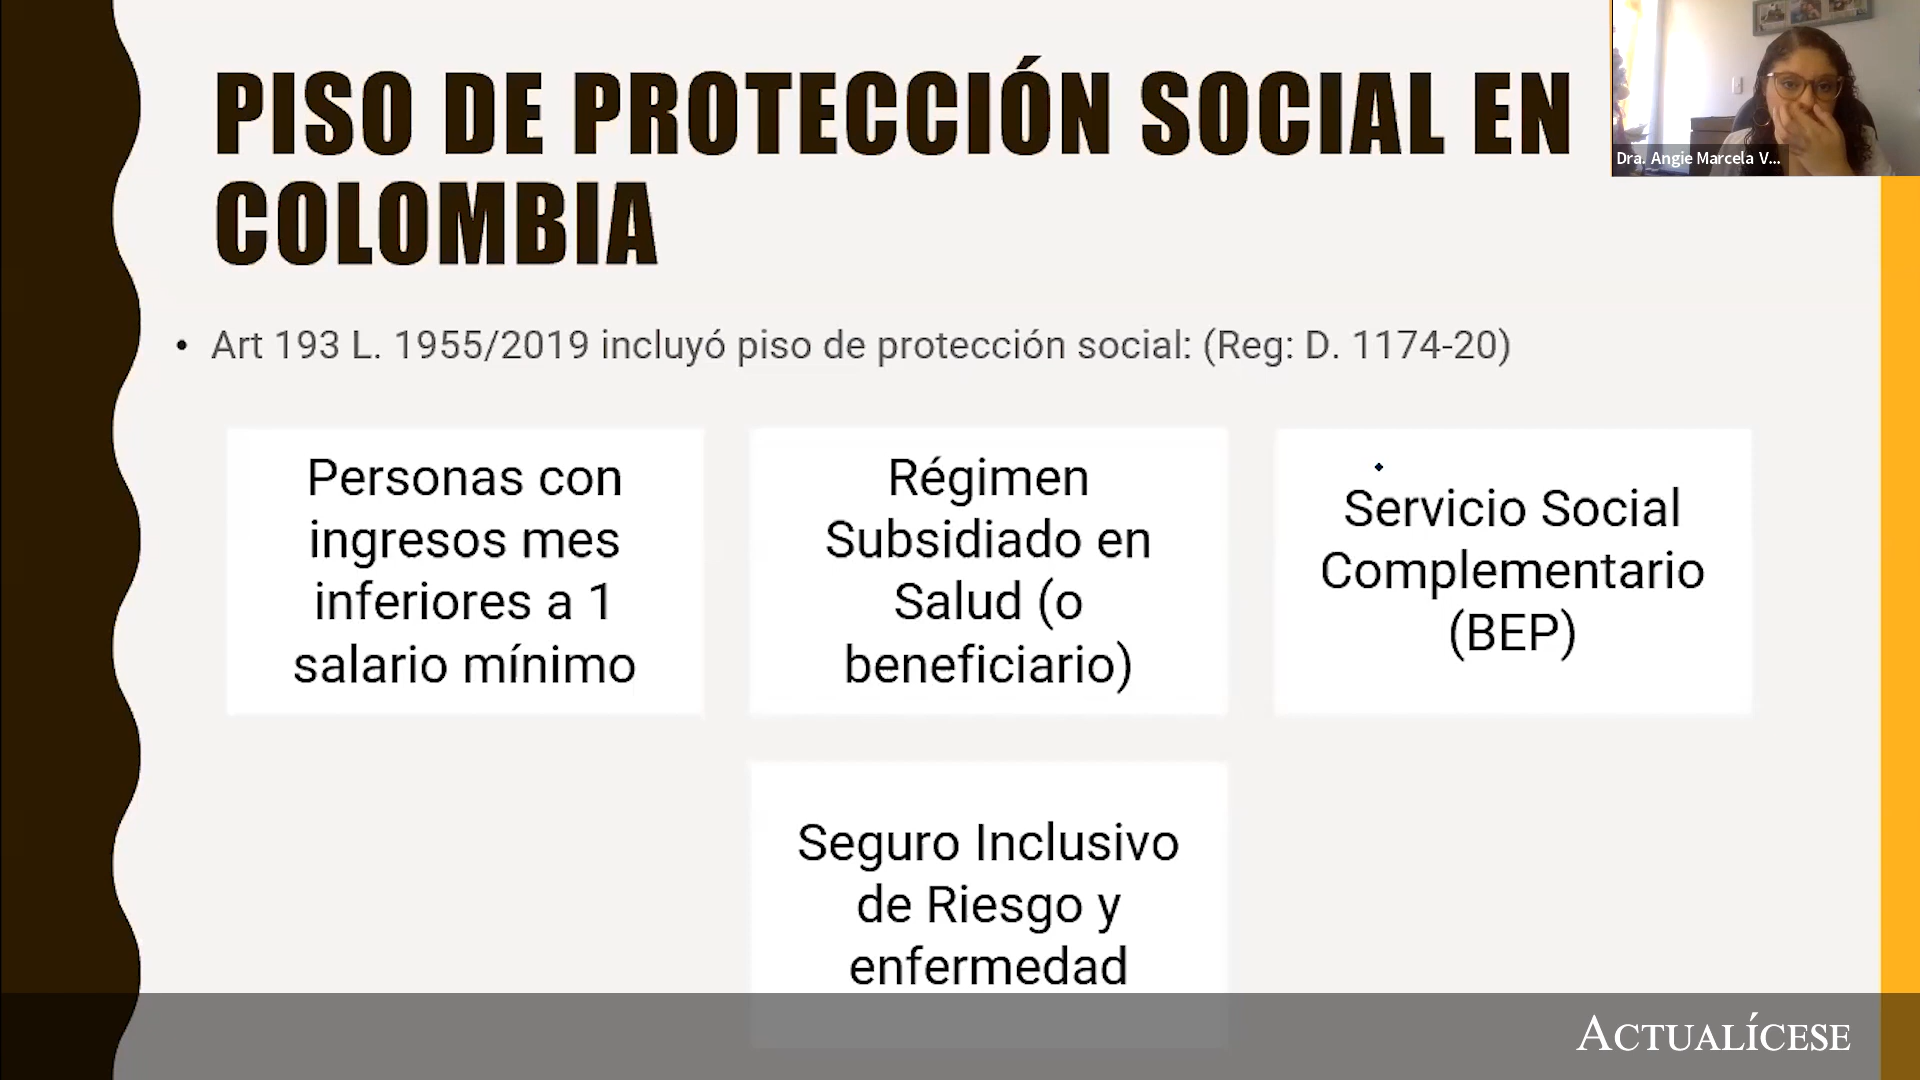 PISO DE PROTECCIÓN SOCIAL EN
COLOMBIA
Dra. Angie Marcela V...
• Art 193 L. 1955/2019 incluyó piso de protección social: (Reg: D. 1174-20)
Personas con
ingresos mes
inferiores a 1
salario mínimo
Régimen
Subsidiado en
Salud (o
beneficiario)
Servicio Social
Complementario
(BEP)
Seguro Inclusivo
de Riesgo y
enfermedad
ACTUALÍCESE